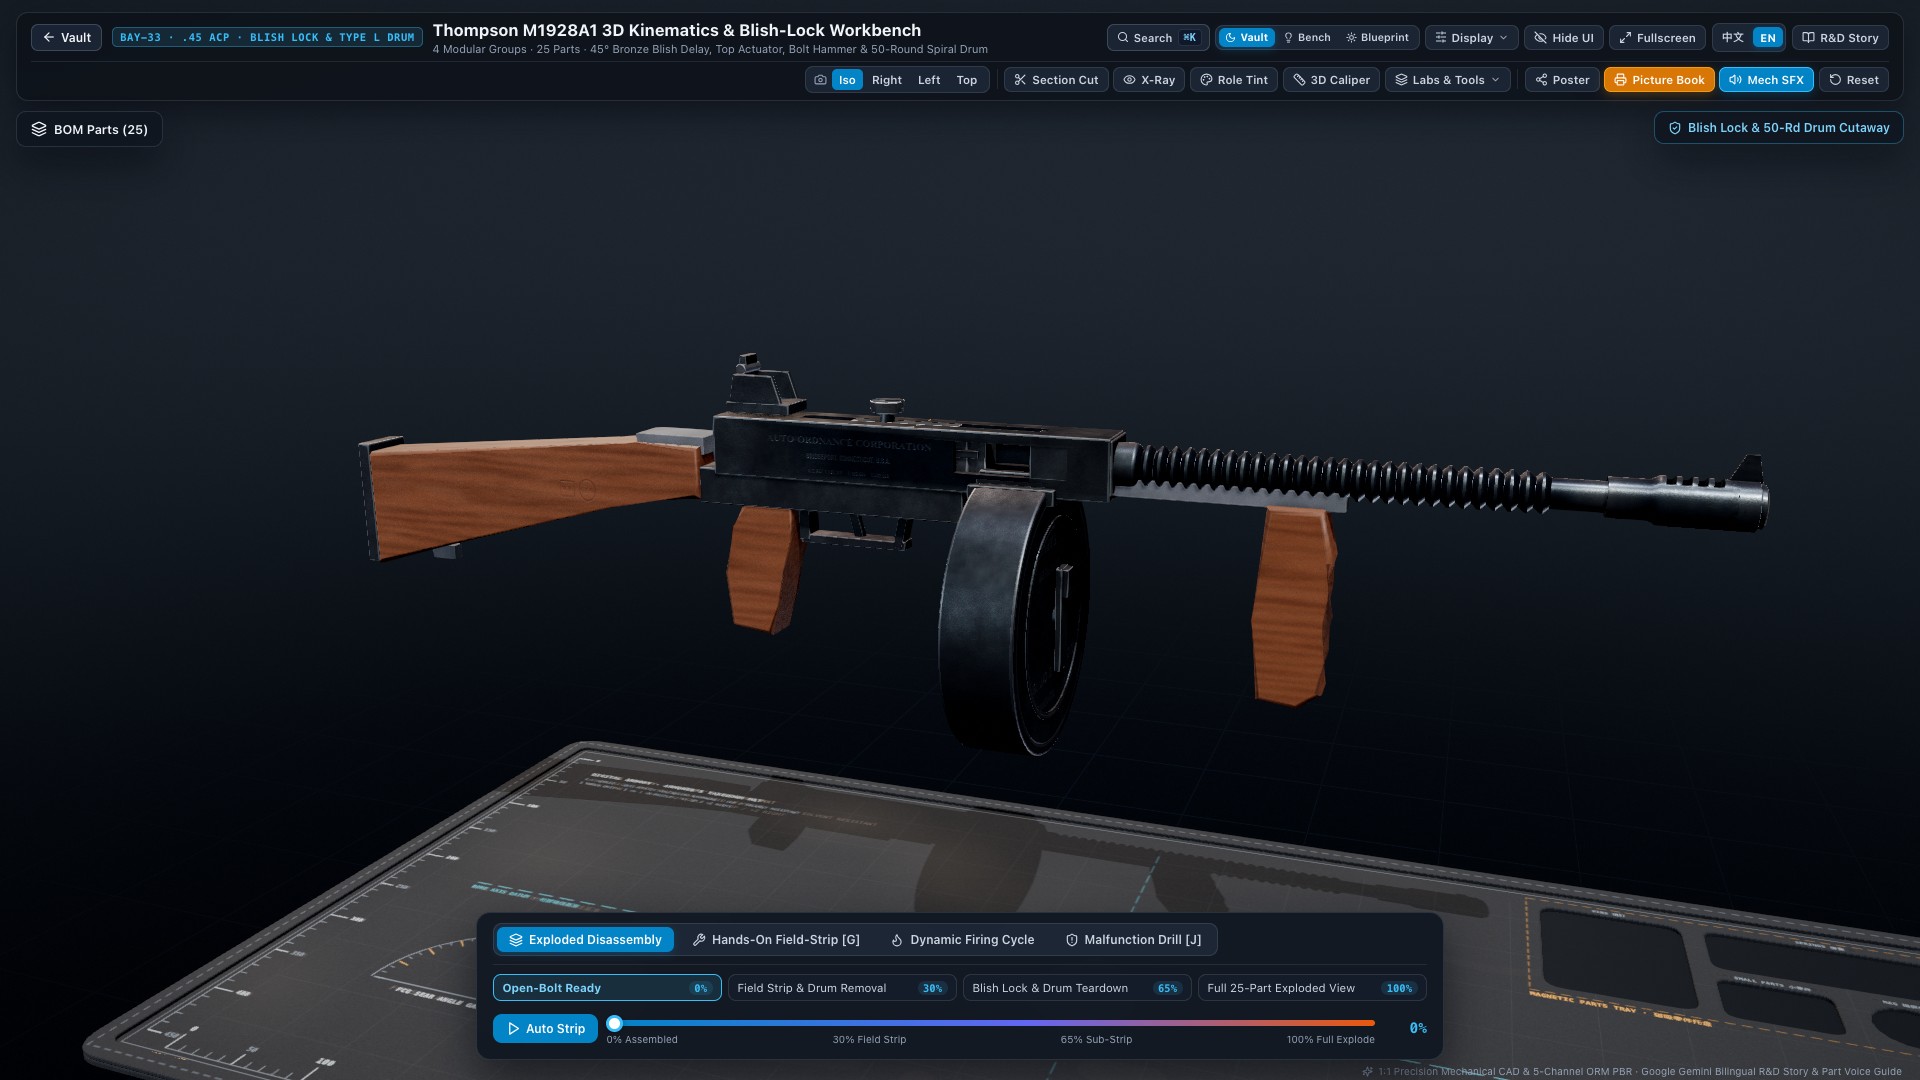 Vault
BAY-33 · .45 ACP · BLISH LOCK & TYPE L DRUM
Thompson M1928A1 3D Kinematics & Blish-Lock Workbench
4 Modular Groups · 25 Parts · 45° Bronze Blish Delay, Top Actuator, Bolt Hammer & 50-Round Spiral Drum
Search ⌘K
Vault Bench Blueprint
Display
Hide UI
Fullscreen
中文 EN
R&D Story
Iso Right Left Top
Section Cut
X-Ray
Role Tint
3D Caliper
Labs & Tools
Poster
Picture Book
Mech SFX
Reset
BOM Parts (25)
Blish Lock & 50-Rd Drum Cutaway
AUTO ORDNANCE CORPORATION
MAGNETIC PARTS TRAY
Exploded Disassembly
Hands-On Field-Strip [G]
Dynamic Firing Cycle
Malfunction Drill [J]
Open-Bolt Ready 0%
Field Strip & Drum Removal 30%
Blish Lock & Drum Teardown 65%
Full 25-Part Exploded View 100%
Auto Strip
0%
0% Assembled
30% Field Strip
65% Sub-Strip
100% Full Explode
1:1 Precision Mechanical CAD & 5-Channel ORM PBR · Google Gemini Bilingual R&D Story & Part Voice Guide